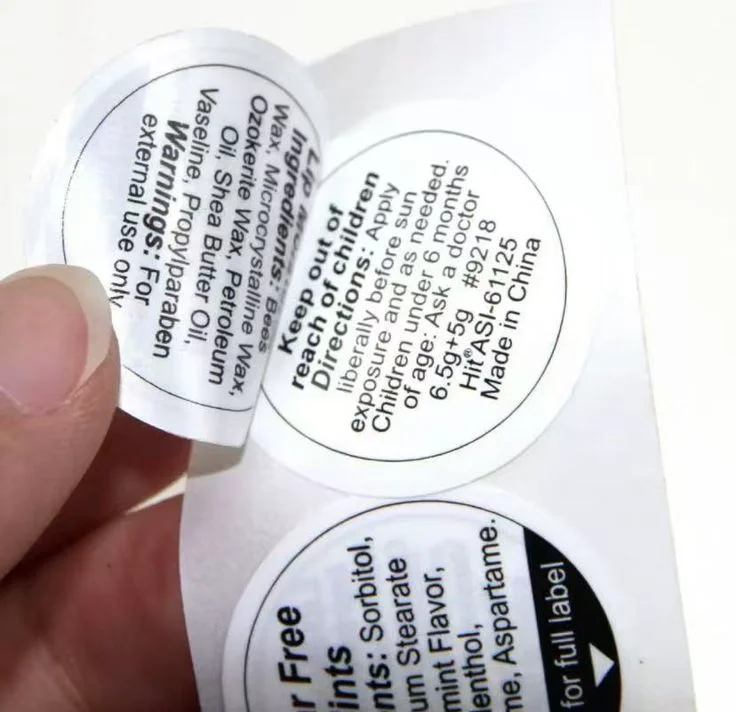 Lip
Ingredients: Bees
Wax, Microcrystalline Wax,
Ozokerite Wax, Petroleum
Oil, Shea Butter Oil,
Vaseline, Propylparaben
Warnings: For
external use only
Keep out of
reach of children
Directions: Apply
liberally before sun
exposure and as needed.
Children under 6 months
of age: Ask a doctor
6.5g+5g #9218
Hit® ASI-61125
Made in China
r Free
ints
nts: Sorbitol,
um Stearate
mint Flavor,
enthol,
me, Aspartame.
for full label